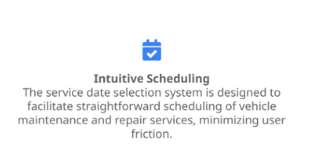 Intuitive Scheduling
The service date selection system is designed to
facilitate straightforward scheduling of vehicle
maintenance and repair services, minimizing user
friction.